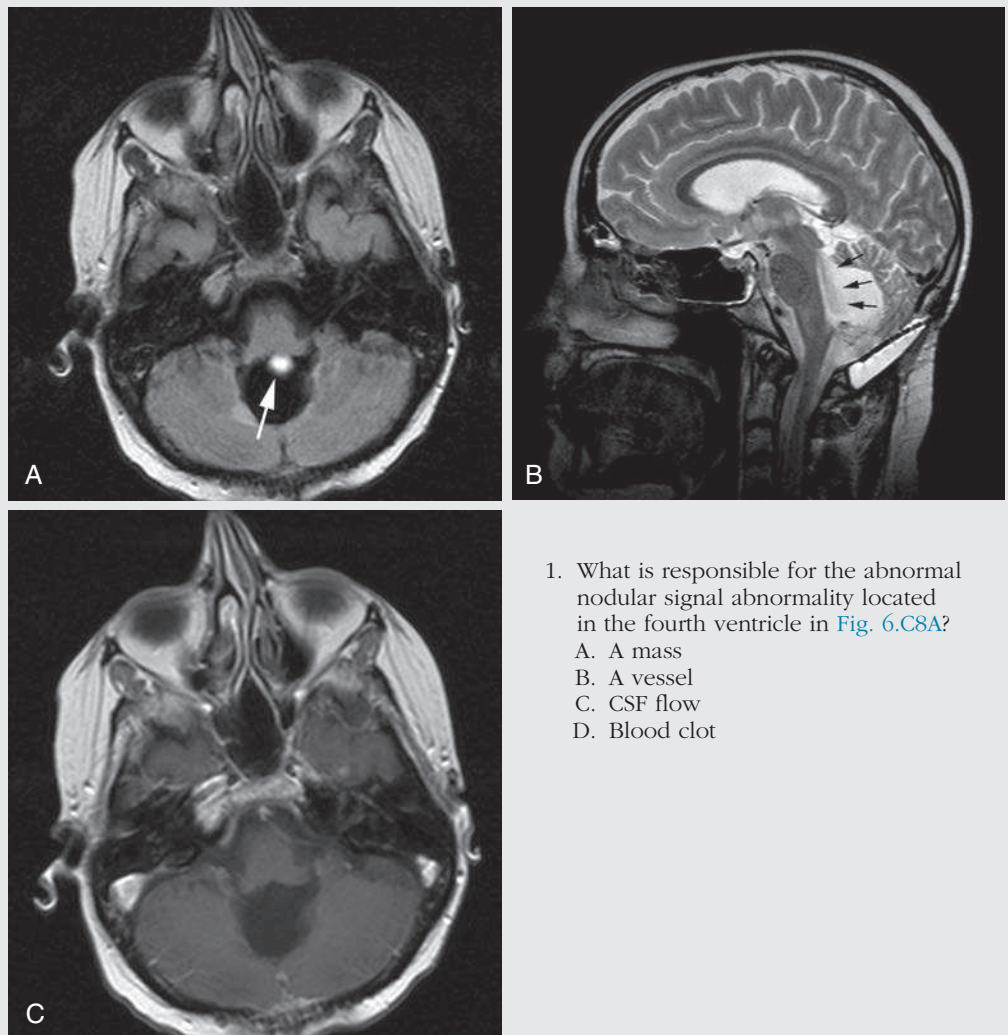 A
B
C
1. What is responsible for the abnormal
nodular signal abnormality located
in the fourth ventricle in Fig. 6.C8A?
A. A mass
B. A vessel
C. CSF flow
D. Blood clot